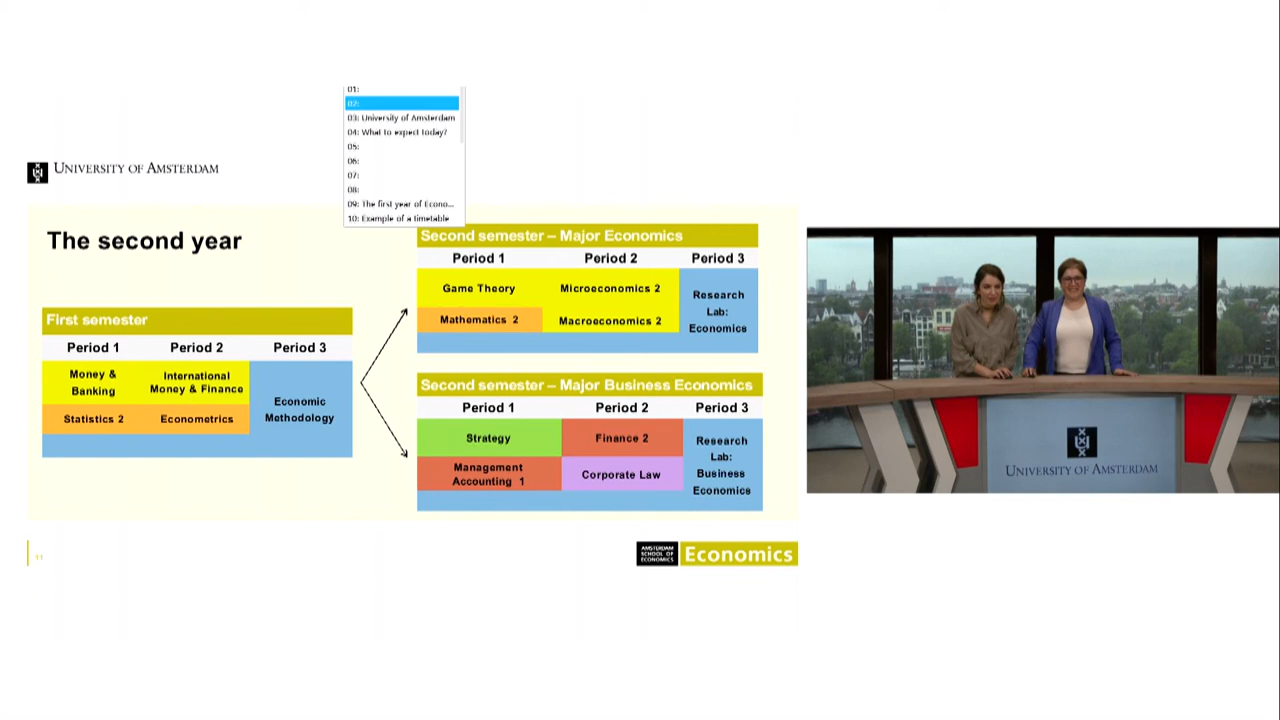 01:
02:
03: University of Amsterdam
04: What to expect today?
05:
06:
07:
08:
09: The first year of Econo...
10: Example of a timetable
UNIVERSITY OF AMSTERDAM
The second year
First semester
Period 1 Period 2 Period 3
Money &
Banking
International
Money & Finance
Economic
Methodology
Statistics 2
Econometrics
Second semester – Major Economics
Period 1 Period 2 Period 3
Game Theory
Microeconomics 2
Research
Lab:
Economics
Mathematics 2
Macroeconomics 2
Second semester – Major Business Economics
Period 1 Period 2 Period 3
Strategy
Finance 2
Research
Lab:
Business
Economics
Management
Accounting 1
Corporate Law
11
AMSTERDAM
SCHOOL OF
ECONOMICS
Economics
UNIVERSITY OF AMSTERDAM